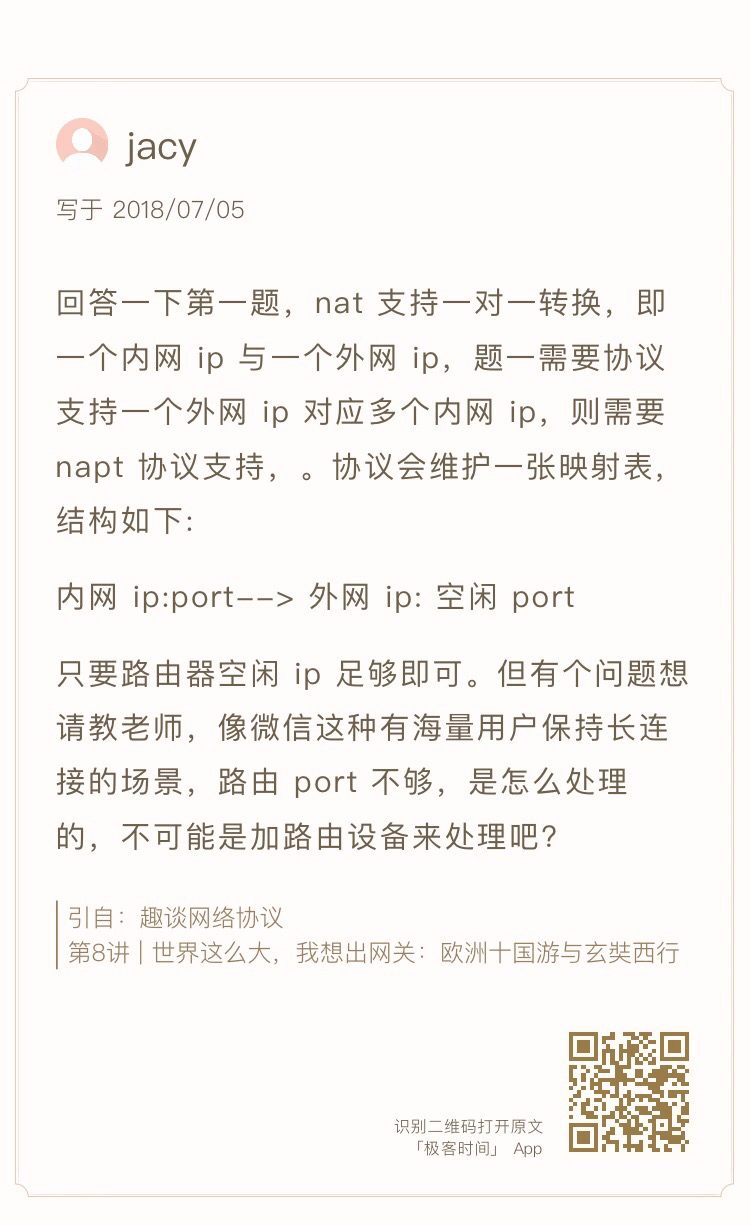 jacy
写于 2018/07/05
回答一下第一题，nat 支持一对一转换，即
一个内网 ip 与一个外网 ip，题一需要协议
支持一个外网 ip 对应多个内网 ip，则需要
napt 协议支持，。协议会维护一张映射表，
结构如下:
内网 ip:port--> 外网 ip: 空闲 port
只要路由器空闲 ip 足够即可。但有个问题想
请教老师，像微信这种有海量用户保持长连
接的场景，路由 port 不够，是怎么处理
的，不可能是加路由设备来处理吧?
引自：趣谈网络协议
第8讲 | 世界这么大，我想出网关：欧洲十国游与玄奘西行
识别二维码打开原文
「极客时间」 App